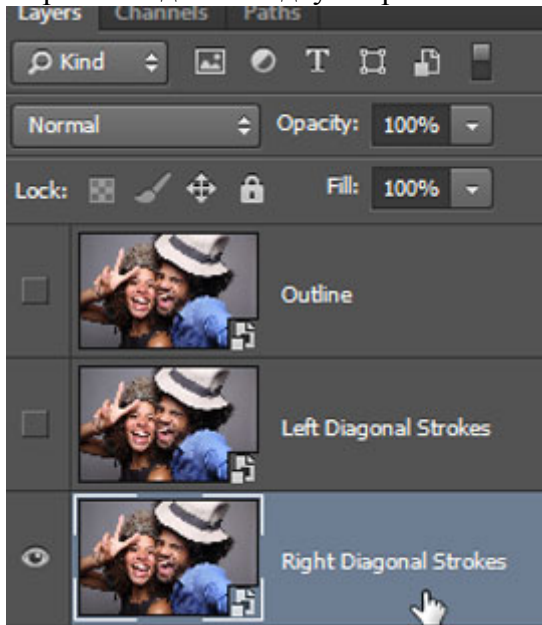 Layers Channels Paths
Kind
Normal Opacity: 100%
Lock: Fill: 100%
Outline
Left Diagonal Strokes
Right Diagonal Strokes